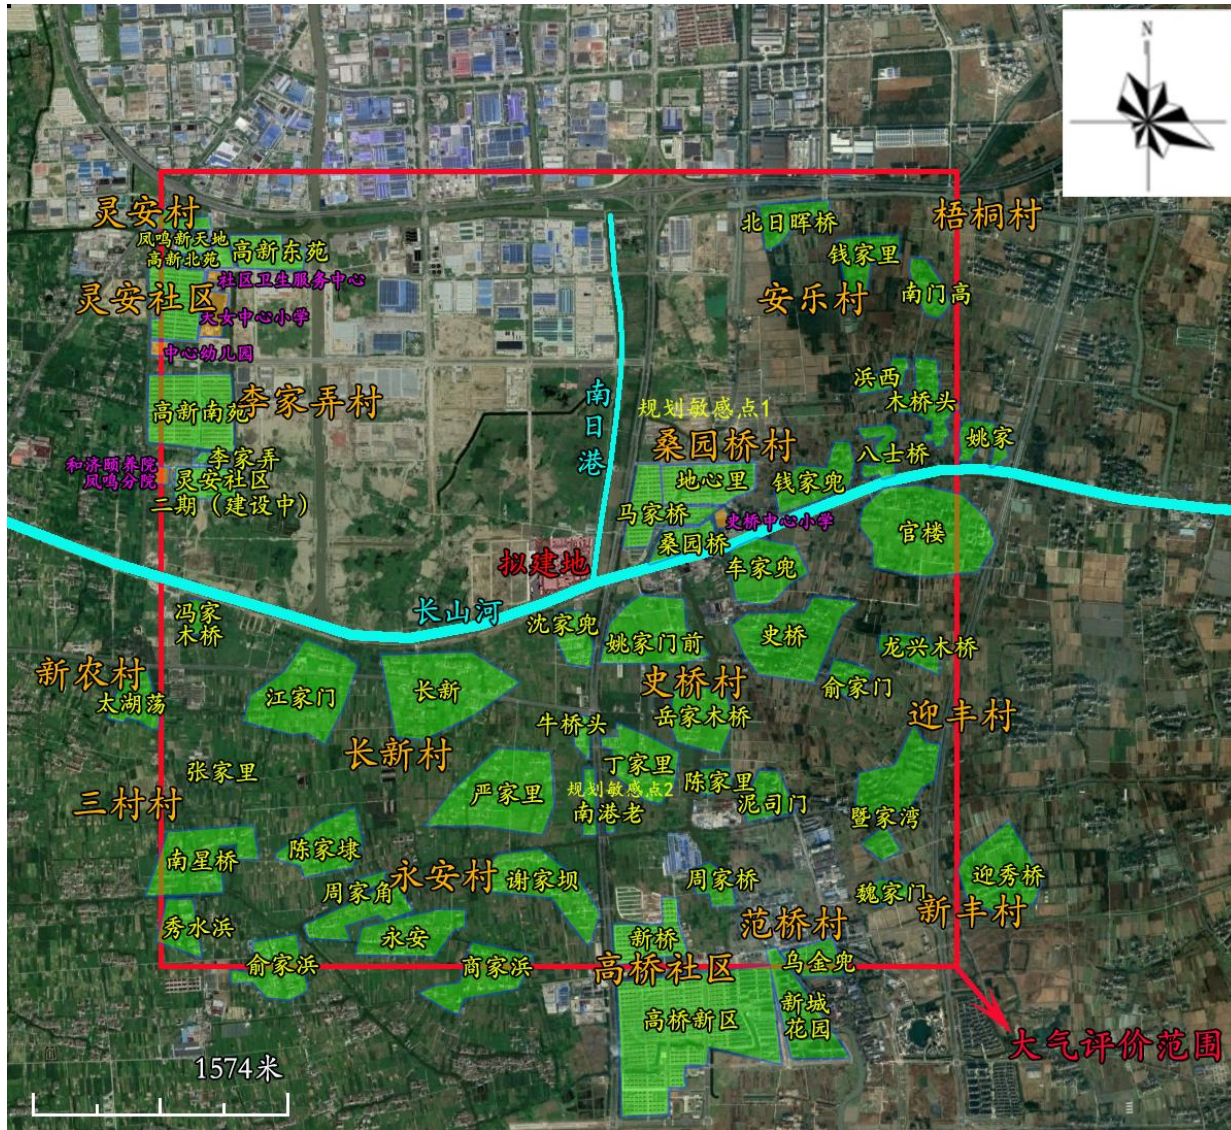 N
灵安村
凤鸣新天地
高新北苑
高新东苑
北日晖桥
梧桐村
钱家里
南门高
社区卫生服务中心
灵安社区
安乐村
中心小学
中心幼儿园
高新南苑
李家弄村
南日港
浜西
木桥头
规划敏感点1
桑园桥村
八士桥
姚家
和济颐养院
凤鸣分院
李家弄
灵安社区
二期（建设中）
地心里
钱家兜
马家桥
史桥中心小学
桑园桥
官楼
拟建地
车家兜
长山河
冯家
木桥
沈家兜
姚家门前
史桥
龙兴木桥
新农村
太湖荡
江家门
长新
史桥村
俞家门
牛桥头
岳家木桥
迎丰村
长新村
张家里
丁家里
陈家里
三村村
严家里
规划敏感点2
南港老
泥司门
暨家湾
南星桥
陈家埭
永安村
谢家坝
周家桥
迎秀桥
周家角
魏家门
新丰村
秀水浜
永安
新桥
范桥村
俞家浜
商家浜
高桥社区
乌金兜
高桥新区
新城
花园
大气评价范围
1574米